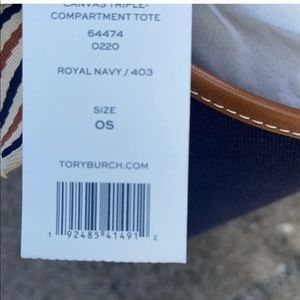 CANVAS TRIPLE-
COMPARTMENT TOTE
64474
0220
ROYAL NAVY / 403
SIZE
OS
TORYBURCH.COM
1 92485 41491 2